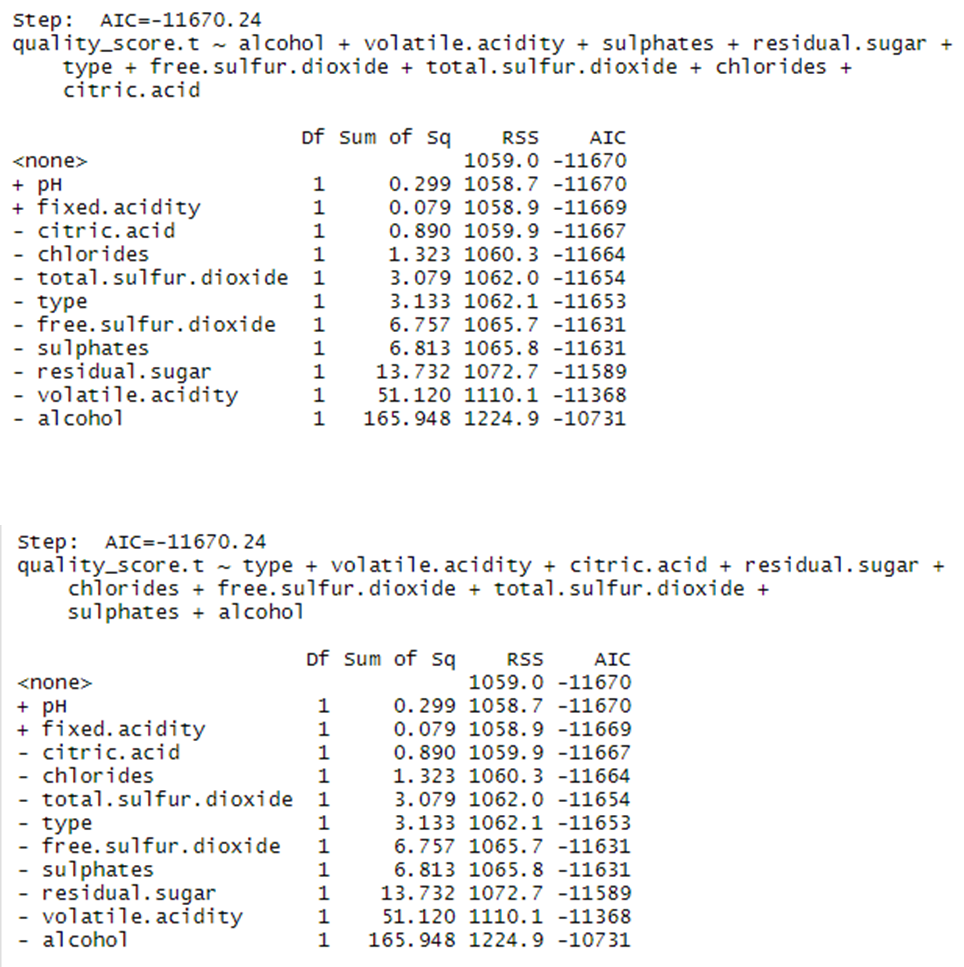 Step:  AIC=-11670.24
quality_score.t ~ alcohol + volatile.acidity + sulphates + residual.sugar +
    type + free.sulfur.dioxide + total.sulfur.dioxide + chlorides +
    citric.acid
                       Df Sum of Sq    RSS    AIC
<none>                              1059.0 -11670
+ pH                    1     0.299 1058.7 -11670
+ fixed.acidity         1     0.079 1058.9 -11669
- citric.acid           1     0.890 1059.9 -11667
- chlorides             1     1.323 1060.3 -11664
- total.sulfur.dioxide  1     3.079 1062.0 -11654
- type                  1     3.133 1062.1 -11653
- free.sulfur.dioxide   1     6.757 1065.7 -11631
- sulphates             1     6.813 1065.8 -11631
- residual.sugar        1    13.732 1072.7 -11589
- volatile.acidity      1    51.120 1110.1 -11368
- alcohol               1   165.948 1224.9 -10731
Step:  AIC=-11670.24
quality_score.t ~ type + volatile.acidity + citric.acid + residual.sugar +
    chlorides + free.sulfur.dioxide + total.sulfur.dioxide +
    sulphates + alcohol
                       Df Sum of Sq    RSS    AIC
<none>                              1059.0 -11670
+ pH                    1     0.299 1058.7 -11670
+ fixed.acidity         1     0.079 1058.9 -11669
- citric.acid           1     0.890 1059.9 -11667
- chlorides             1     1.323 1060.3 -11664
- total.sulfur.dioxide  1     3.079 1062.0 -11654
- type                  1     3.133 1062.1 -11653
- free.sulfur.dioxide   1     6.757 1065.7 -11631
- sulphates             1     6.813 1065.8 -11631
- residual.sugar        1    13.732 1072.7 -11589
- volatile.acidity      1    51.120 1110.1 -11368
- alcohol               1   165.948 1224.9 -10731